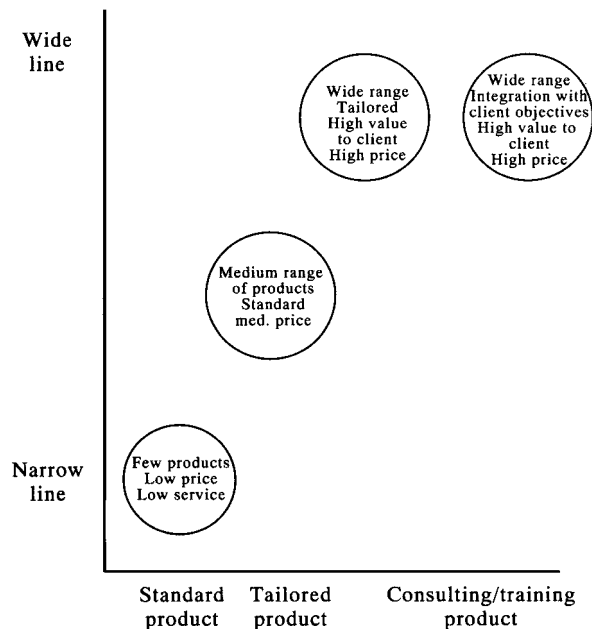 Wide
line
Wide range
Tailored
High value
to client
High price
Wide range
Integration with
client objectives
High value to
client
High price
Medium range
of products
Standard
med. price
Few products
Low price
Low service
Narrow
line
Standard
product
Tailored
product
Consulting/training
product